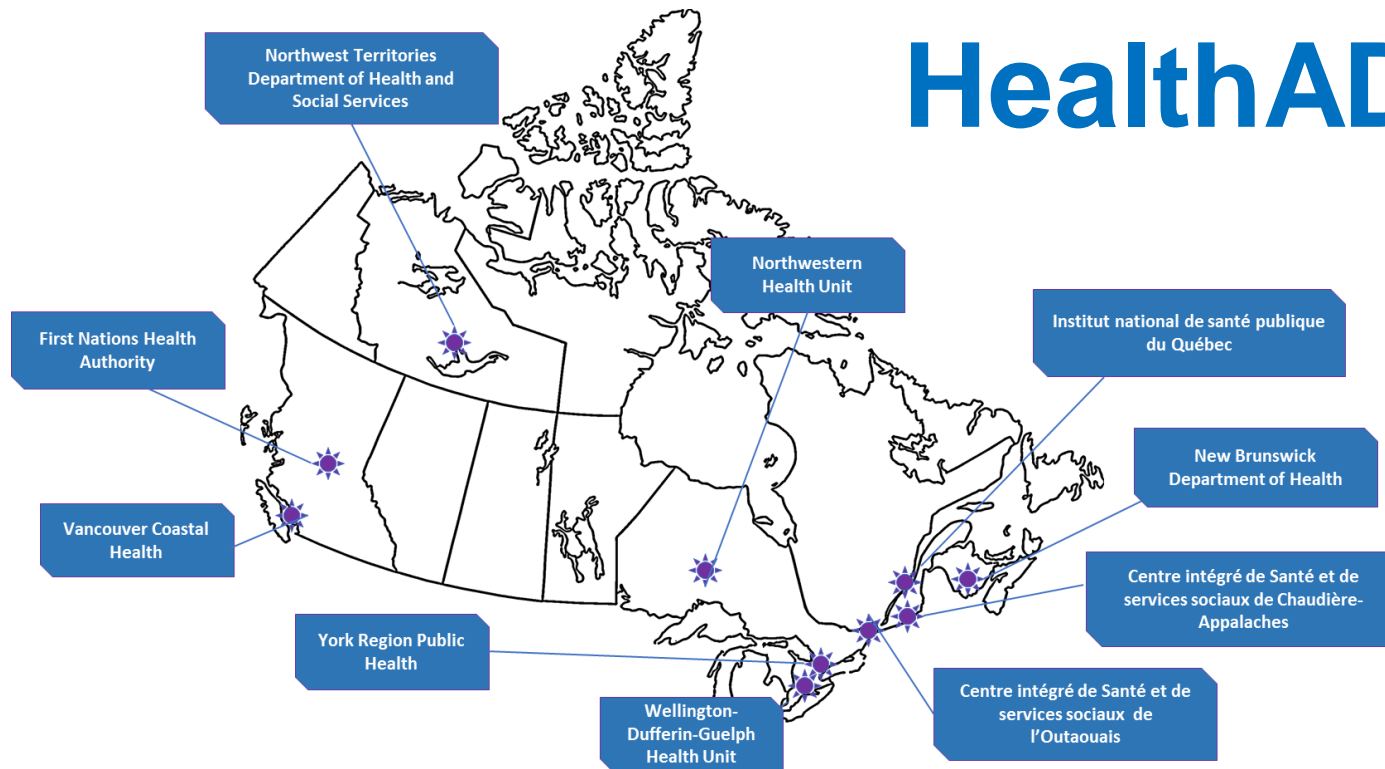 HealthAD
Northwest Territories
Department of Health and
Social Services
Northwestern
Health Unit
Institut national de santé publique
du Québec
First Nations Health
Authority
New Brunswick
Department of Health
Vancouver Coastal
Health
Centre intégré de Santé et de
services sociaux de Chaudière-
Appalaches
York Region Public
Health
Centre intégré de Santé et de
services sociaux de
l'Outaouais
Wellington-
Dufferin-Guelph
Health Unit